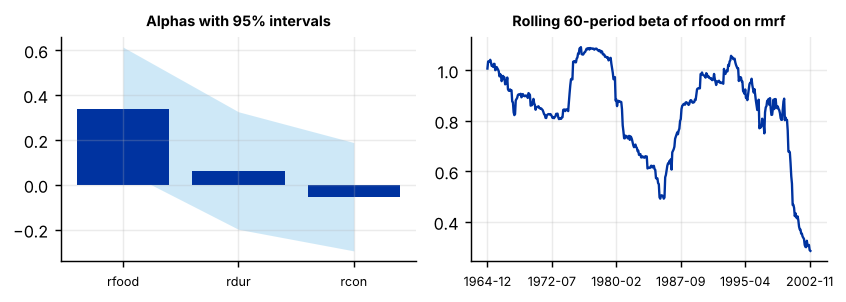 Alphas with 95% intervals
0.6
0.4
0.2
0.0
−0.2
rfood rdur rcon
Rolling 60-period beta of rfood on rmrf
1.0
0.8
0.6
0.4
1964-12 1972-07 1980-02 1987-09 1995-04 2002-11